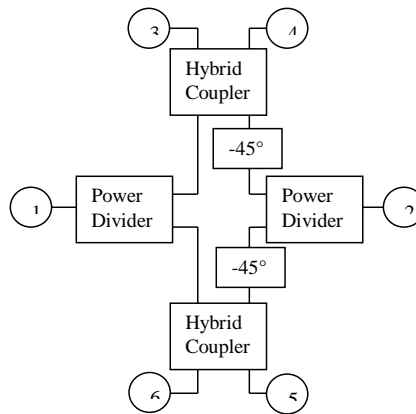 3 4
Hybrid
Coupler
-45°
1
Power
Divider
Power
Divider
2
-45°
Hybrid
Coupler
6 5